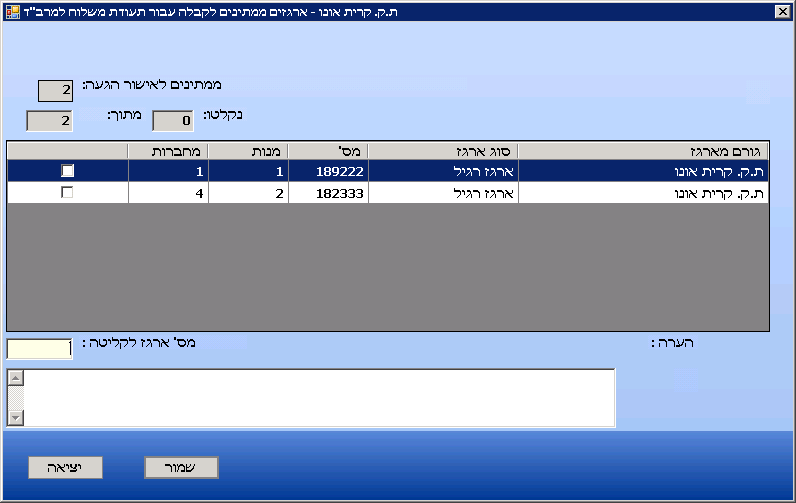 ת.ק. קרית אונו - ארגזים ממתינים לקבלה עבור תעודת משלוח למרב"ד
ממתינים לאישור הגעה: 2
נקלטו: 0 מתוך: 2
גורם מארגז סוג ארגז מס' מנות מחברות
ת.ק. קרית אונו ארגז רגיל 189222 1 1
ת.ק. קרית אונו ארגז רגיל 182333 2 4
הערה : מס' ארגז לקליטה :
שמור יציאה